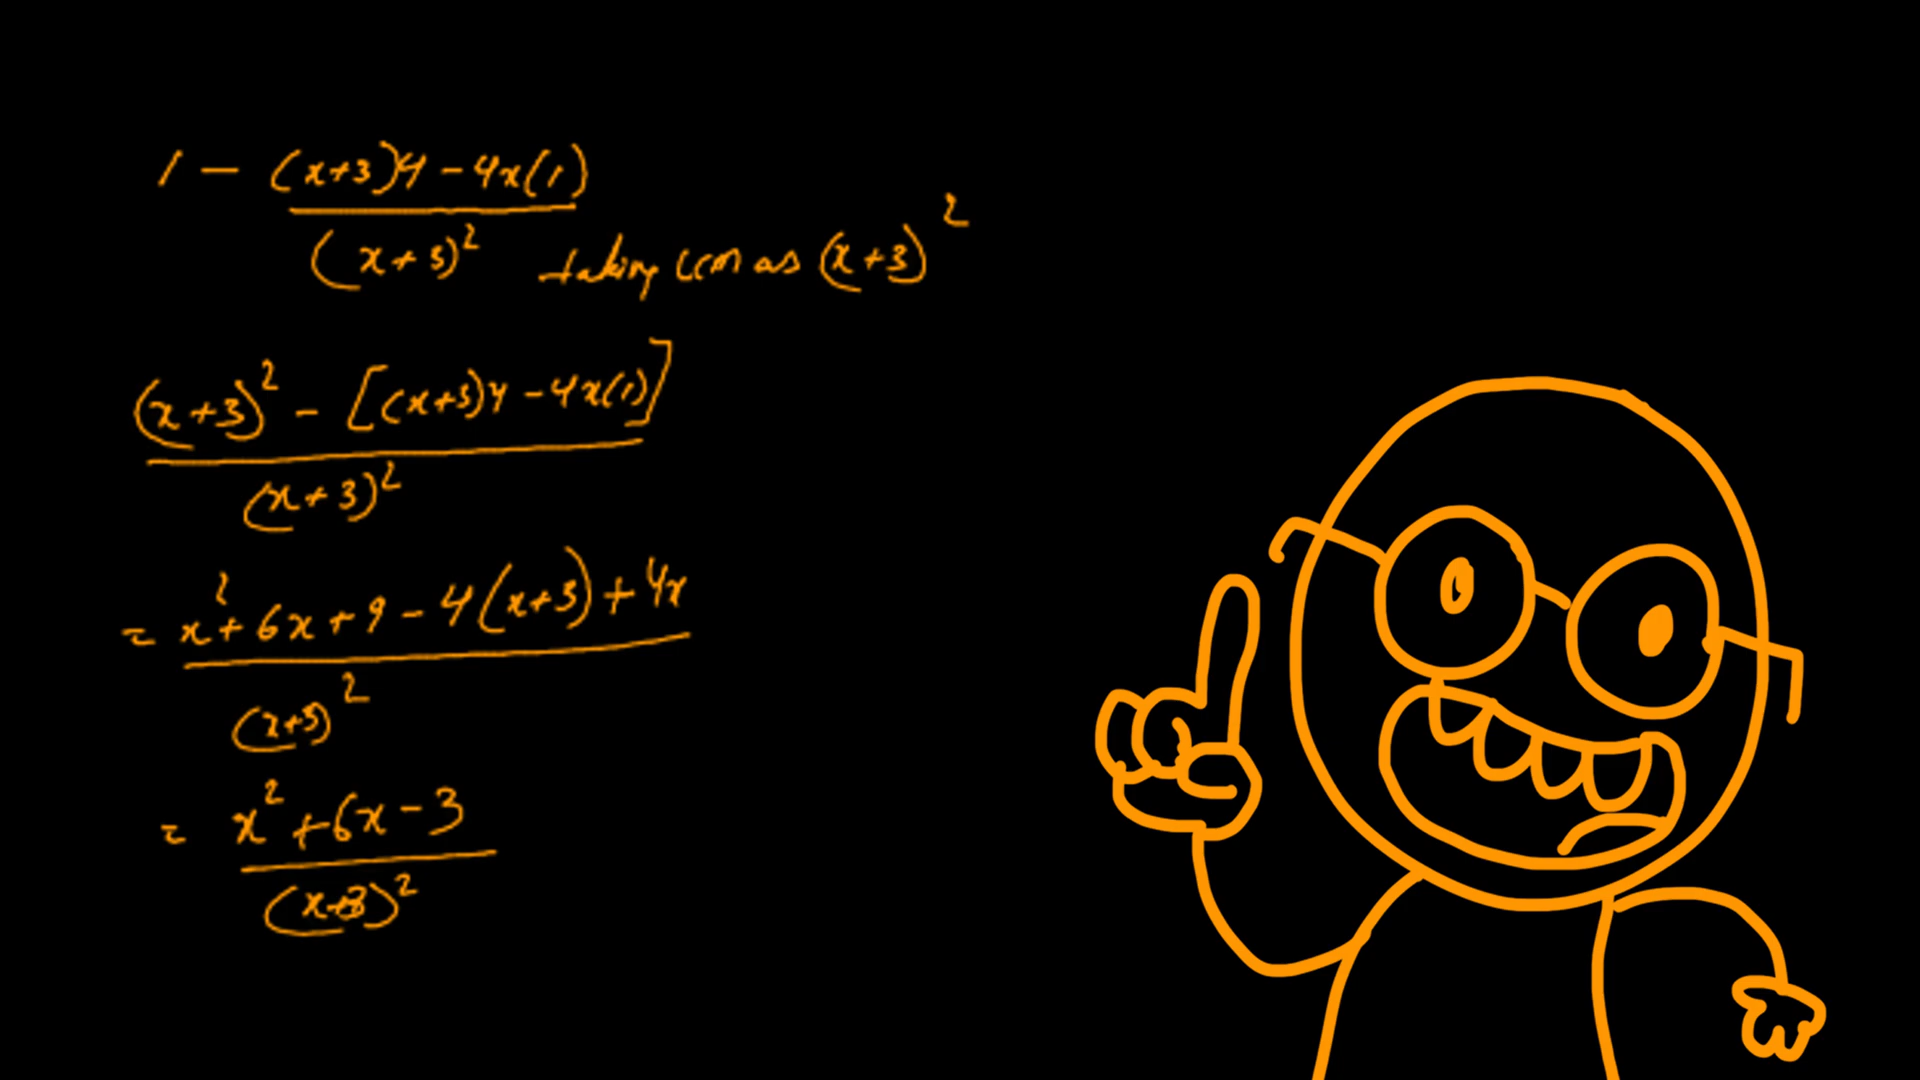 1 - (x+3)4 - 4x(1)
(x+3)² taking LCM as (x+3)²
(x+3)² - [(x+3)4 - 4x(1)]
(x+3)²
= x² + 6x + 9 - 4(x+3) + 4x
(x+3)²
= x² + 6x - 3
(x+3)²